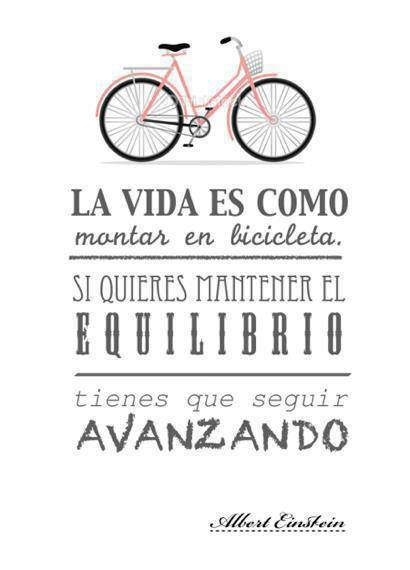 LA VIDA ES COMO
montar en bicicleta.
SI QUIERES MANTENER EL
EQUILIBRIO
tienes que seguir
AVANZANDO
Albert Einstein